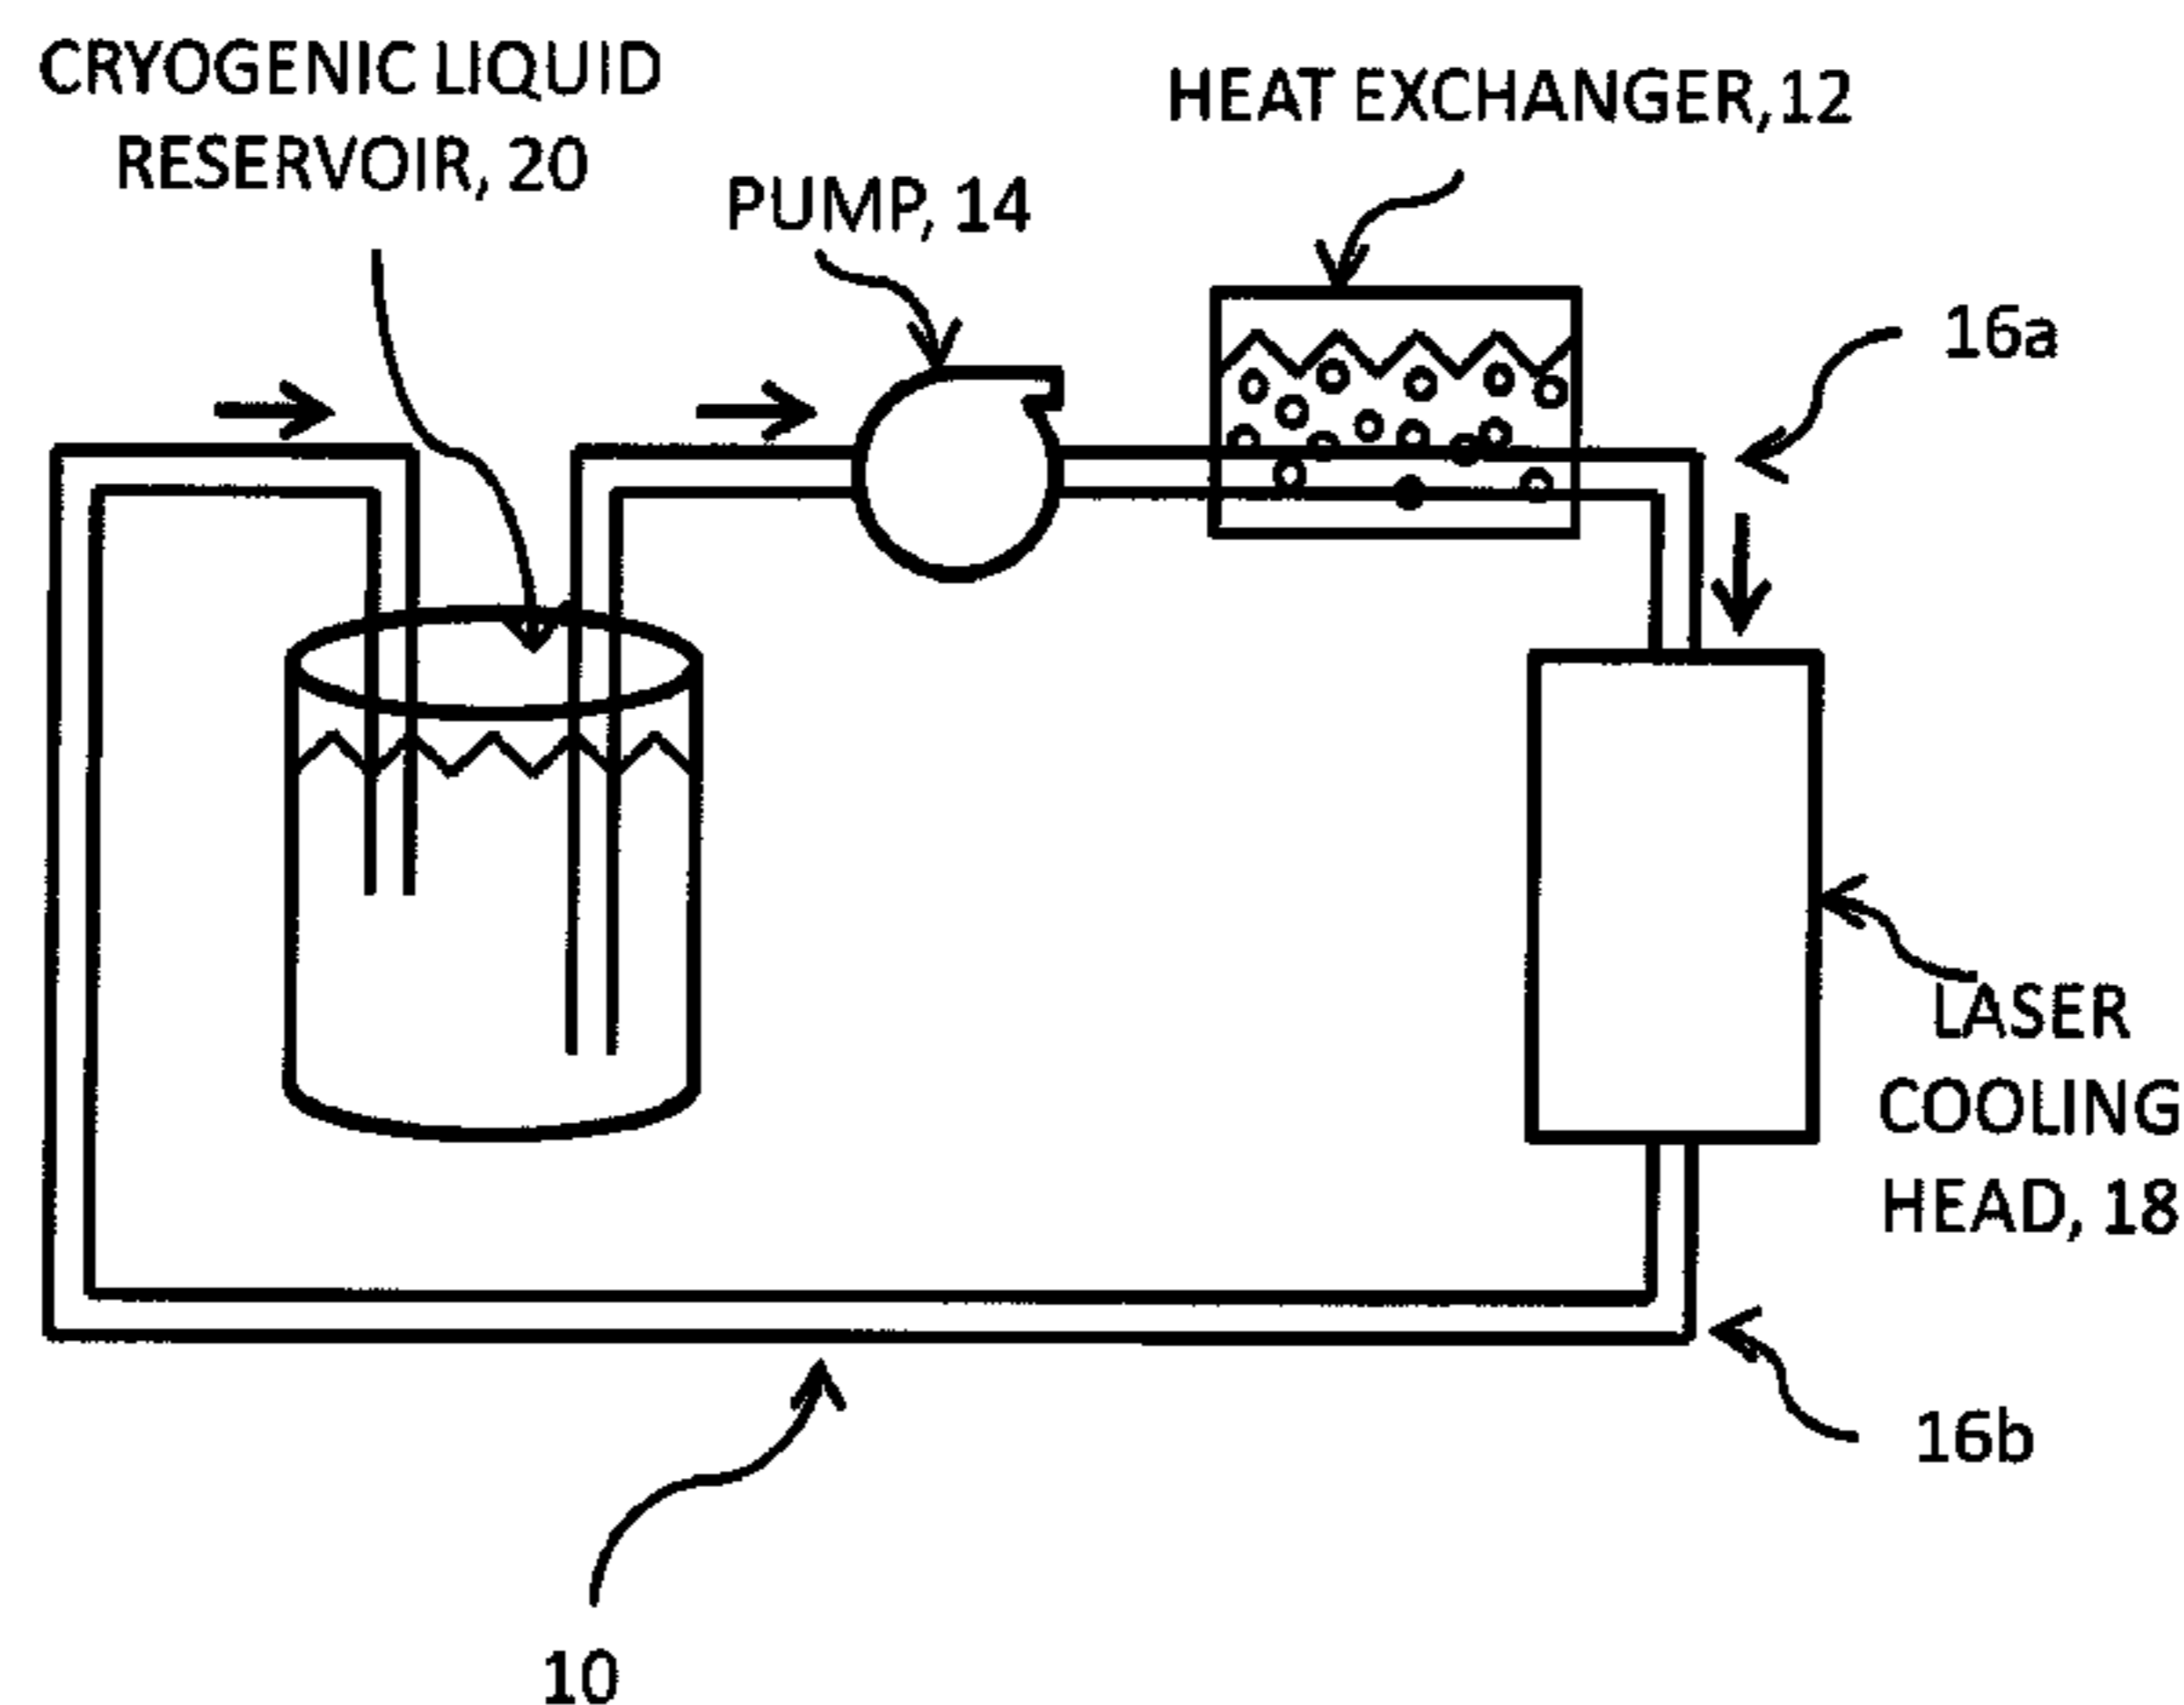 CRYOGENIC LIQUID
RESERVOIR, 20
PUMP, 14
HEAT EXCHANGER,12
16a
LASER
COOLING
HEAD, 18
16b
10